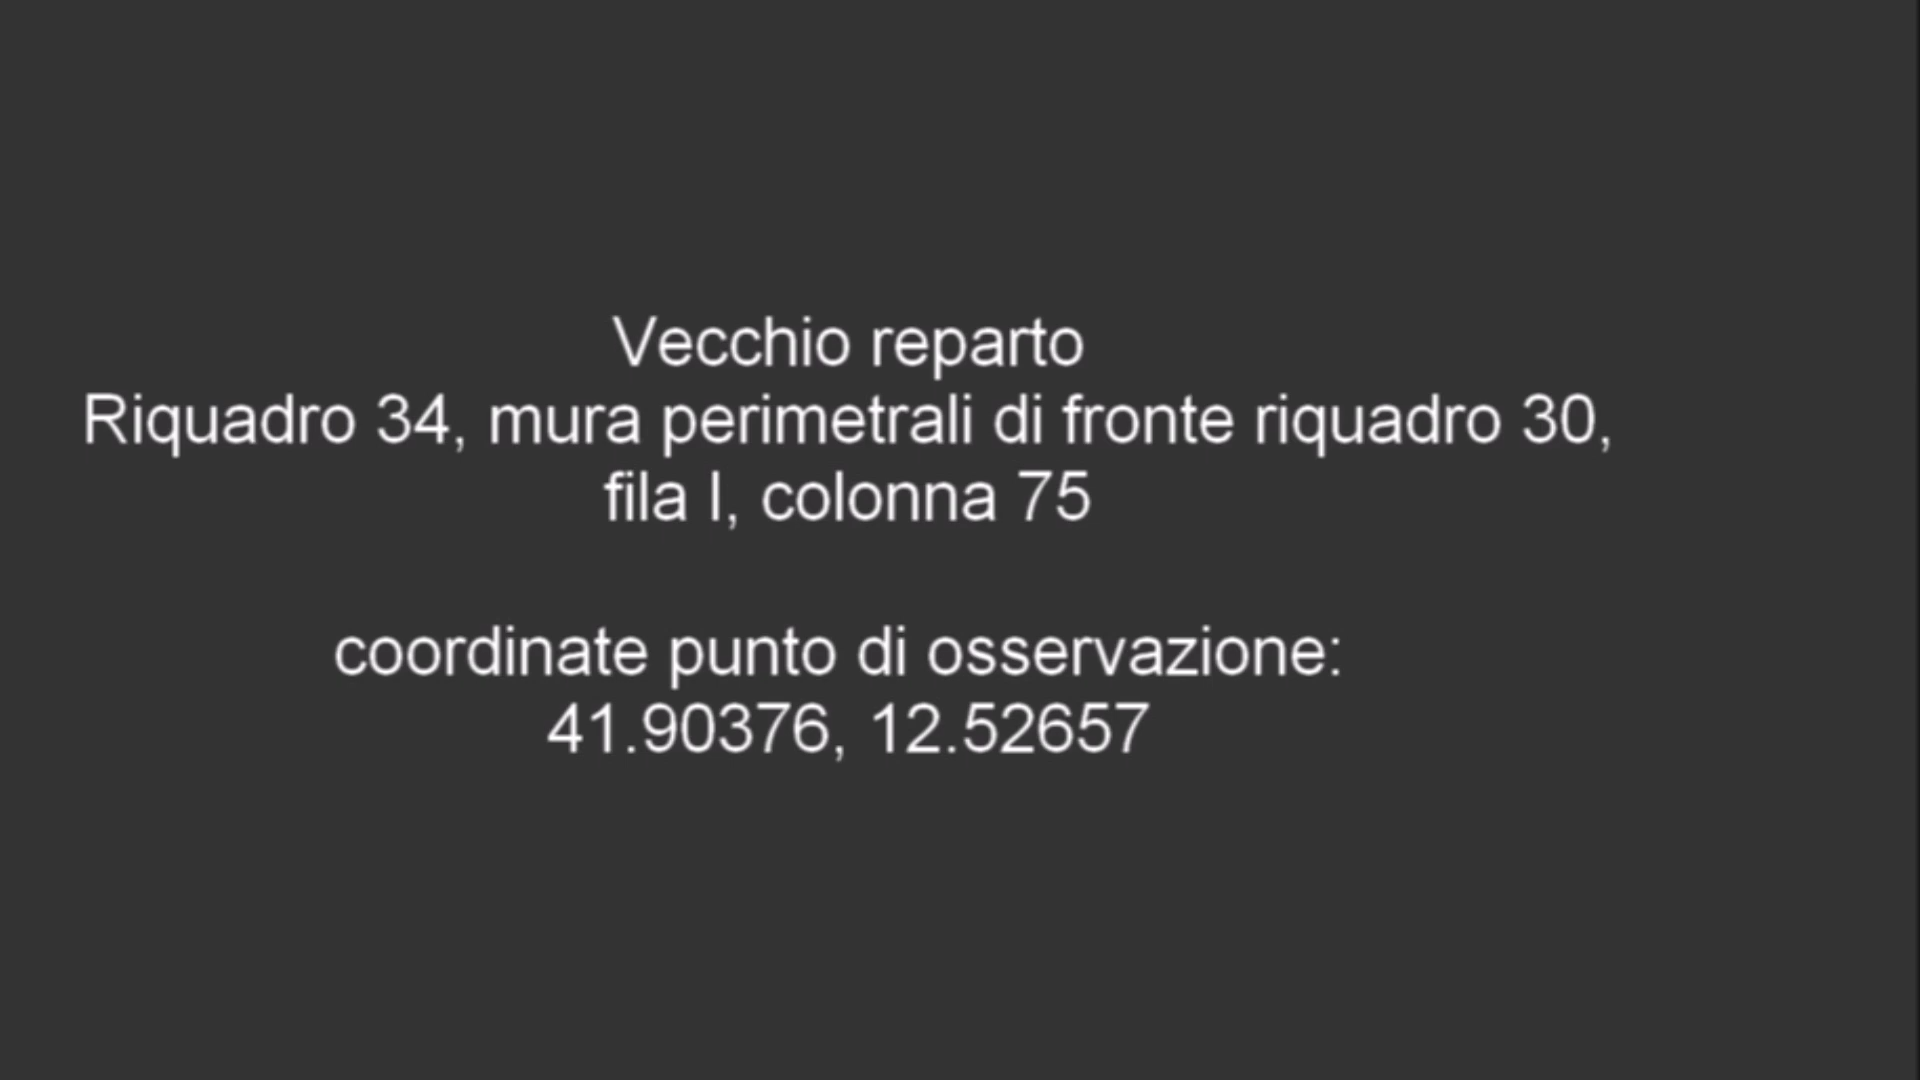 Vecchio reparto
Riquadro 34, mura perimetrali di fronte riquadro 30,
fila I, colonna 75
coordinate punto di osservazione:
41.90376, 12.52657